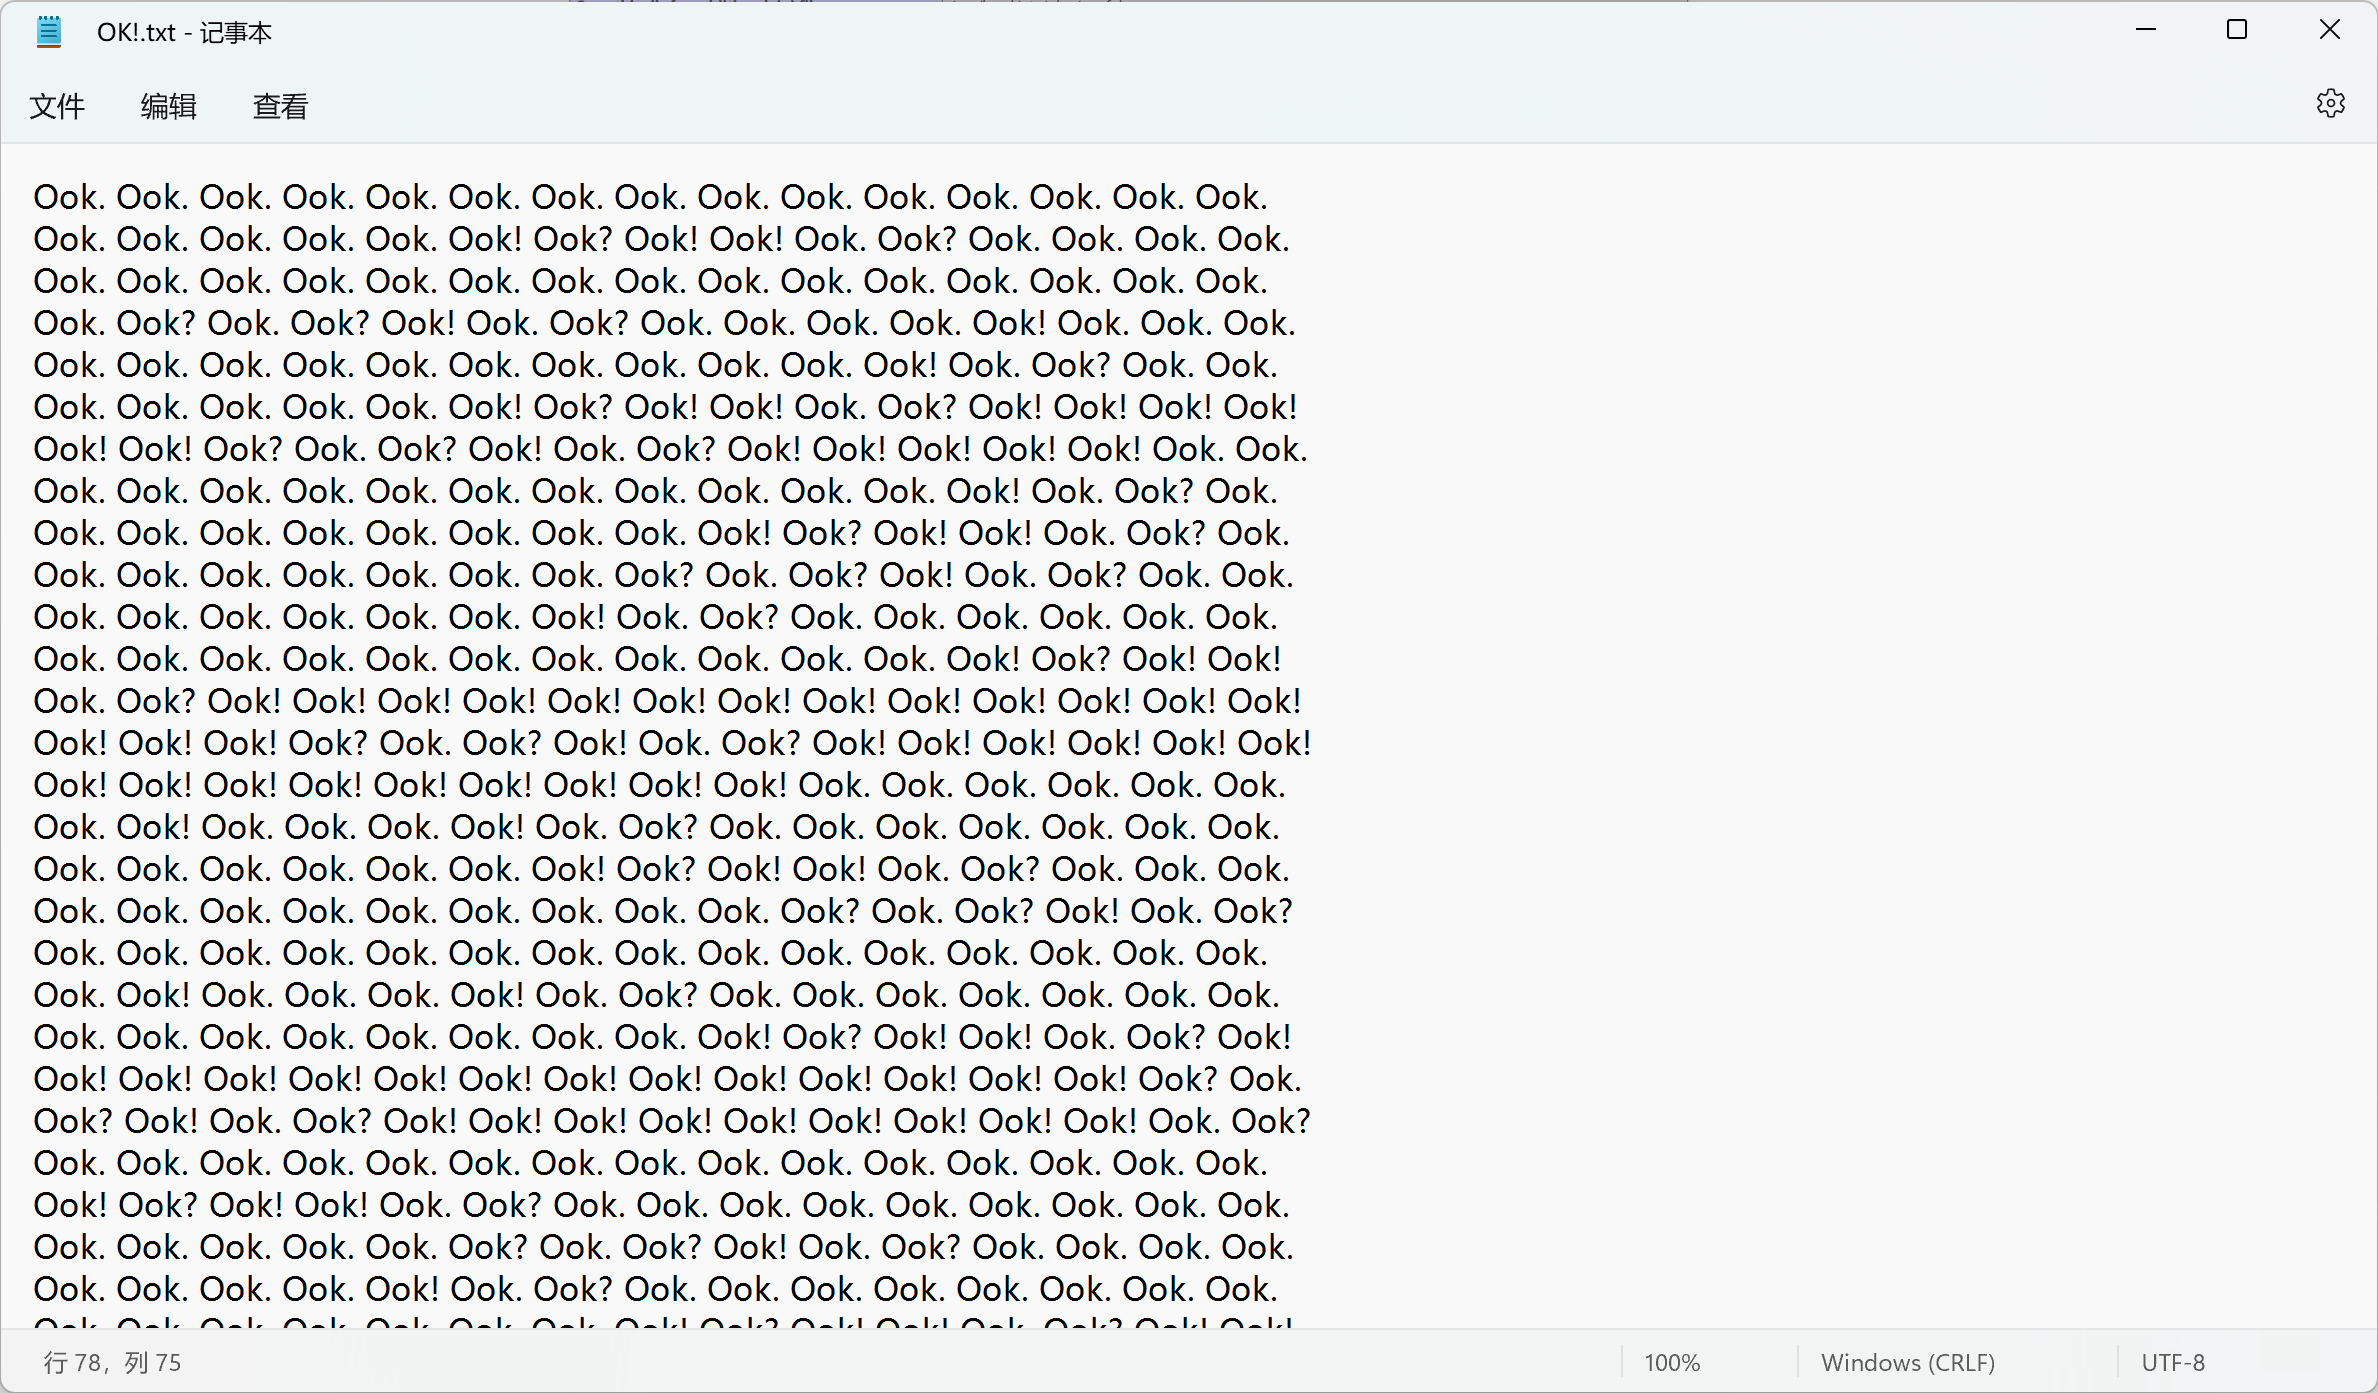 OK!.txt - 记事本
文件 编辑 查看
Ook. Ook. Ook. Ook. Ook. Ook. Ook. Ook. Ook. Ook. Ook. Ook. Ook. Ook. Ook.
Ook. Ook. Ook. Ook. Ook. Ook! Ook? Ook! Ook! Ook. Ook? Ook. Ook. Ook. Ook.
Ook. Ook. Ook. Ook. Ook. Ook. Ook. Ook. Ook. Ook. Ook. Ook. Ook. Ook. Ook.
Ook. Ook? Ook. Ook? Ook! Ook. Ook? Ook. Ook. Ook. Ook. Ook! Ook. Ook. Ook.
Ook. Ook. Ook. Ook. Ook. Ook. Ook. Ook. Ook. Ook. Ook! Ook. Ook? Ook. Ook.
Ook. Ook. Ook. Ook. Ook. Ook! Ook? Ook! Ook! Ook. Ook? Ook! Ook! Ook! Ook!
Ook! Ook! Ook? Ook. Ook? Ook! Ook. Ook? Ook! Ook! Ook! Ook! Ook! Ook. Ook.
Ook. Ook. Ook. Ook. Ook. Ook. Ook. Ook. Ook. Ook. Ook. Ook! Ook. Ook? Ook.
Ook. Ook. Ook. Ook. Ook. Ook. Ook. Ook. Ook! Ook? Ook! Ook! Ook. Ook? Ook.
Ook. Ook. Ook. Ook. Ook. Ook. Ook. Ook? Ook. Ook? Ook! Ook. Ook? Ook. Ook.
Ook. Ook. Ook. Ook. Ook. Ook. Ook! Ook. Ook? Ook. Ook. Ook. Ook. Ook. Ook.
Ook. Ook. Ook. Ook. Ook. Ook. Ook. Ook. Ook. Ook. Ook. Ook! Ook? Ook! Ook!
Ook. Ook? Ook! Ook! Ook! Ook! Ook! Ook! Ook! Ook! Ook! Ook! Ook! Ook! Ook!
Ook! Ook! Ook! Ook? Ook. Ook? Ook! Ook. Ook? Ook! Ook! Ook! Ook! Ook! Ook!
Ook! Ook! Ook! Ook! Ook! Ook! Ook! Ook! Ook! Ook. Ook. Ook. Ook. Ook. Ook.
Ook. Ook! Ook. Ook. Ook. Ook! Ook. Ook? Ook. Ook. Ook. Ook. Ook. Ook. Ook.
Ook. Ook. Ook. Ook. Ook. Ook. Ook! Ook? Ook! Ook! Ook. Ook? Ook. Ook. Ook.
Ook. Ook. Ook. Ook. Ook. Ook. Ook. Ook. Ook. Ook? Ook. Ook? Ook! Ook. Ook?
Ook. Ook. Ook. Ook. Ook. Ook. Ook. Ook. Ook. Ook. Ook. Ook. Ook. Ook. Ook.
Ook. Ook! Ook. Ook. Ook. Ook! Ook. Ook? Ook. Ook. Ook. Ook. Ook. Ook. Ook.
Ook. Ook. Ook. Ook. Ook. Ook. Ook. Ook. Ook! Ook? Ook! Ook! Ook. Ook? Ook!
Ook! Ook! Ook! Ook! Ook! Ook! Ook! Ook! Ook! Ook! Ook! Ook! Ook! Ook? Ook.
Ook? Ook! Ook. Ook? Ook! Ook! Ook! Ook! Ook! Ook! Ook! Ook! Ook! Ook. Ook?
Ook. Ook. Ook. Ook. Ook. Ook. Ook. Ook. Ook. Ook. Ook. Ook. Ook. Ook. Ook.
Ook! Ook? Ook! Ook! Ook. Ook? Ook. Ook. Ook. Ook. Ook. Ook. Ook. Ook. Ook.
Ook. Ook. Ook. Ook. Ook. Ook? Ook. Ook? Ook! Ook. Ook? Ook. Ook. Ook. Ook.
Ook. Ook. Ook. Ook. Ook! Ook. Ook? Ook. Ook. Ook. Ook. Ook. Ook. Ook. Ook.
行 78，列 75 100% Windows (CRLF) UTF-8